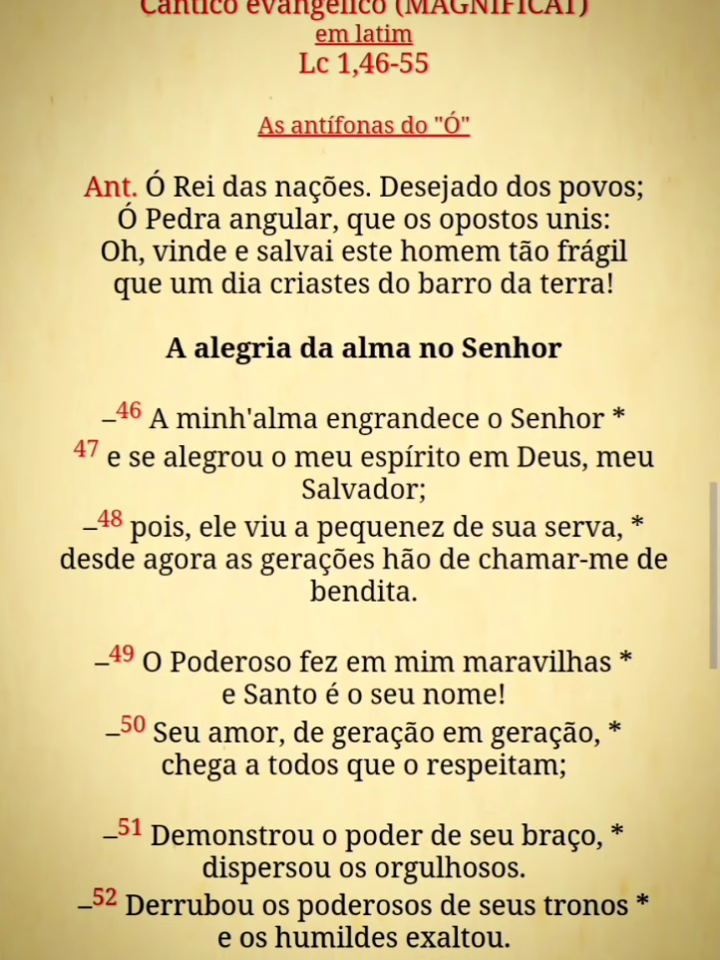 Cântico evangélico (MAGNIFICAT)
em latim
Lc 1,46-55
As antífonas do "Ó"
Ant. Ó Rei das nações. Desejado dos povos;
Ó Pedra angular, que os opostos unis:
Oh, vinde e salvai este homem tão frágil
que um dia criastes do barro da terra!
A alegria da alma no Senhor
–46 A minh'alma engrandece o Senhor *
47 e se alegrou o meu espírito em Deus, meu
Salvador;
–48 pois, ele viu a pequenez de sua serva, *
desde agora as gerações hão de chamar-me de
bendita.
–49 O Poderoso fez em mim maravilhas *
e Santo é o seu nome!
–50 Seu amor, de geração em geração, *
chega a todos que o respeitam;
–51 Demonstrou o poder de seu braço, *
dispersou os orgulhosos.
–52 Derrubou os poderosos de seus tronos *
e os humildes exaltou.